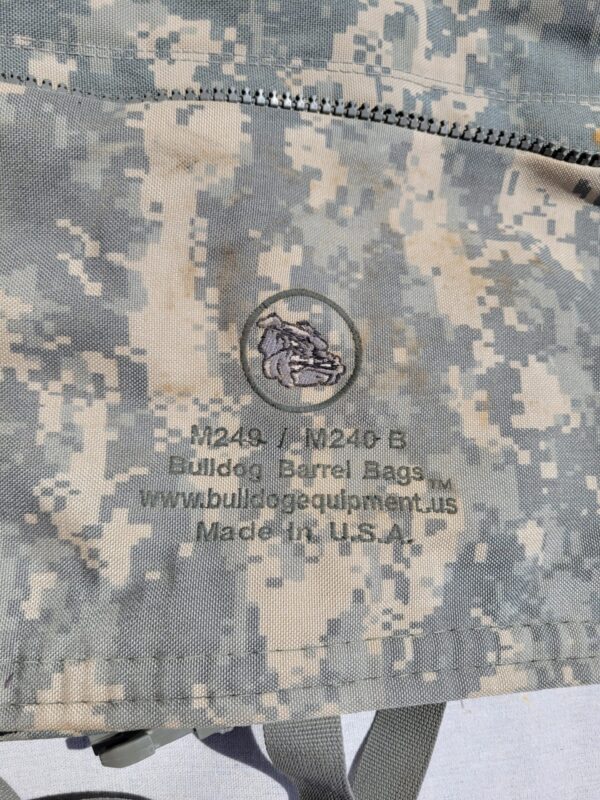 M249 / M240 B
Bulldog Barrel Bags™
www.bulldogequipment.us
Made in U.S.A.